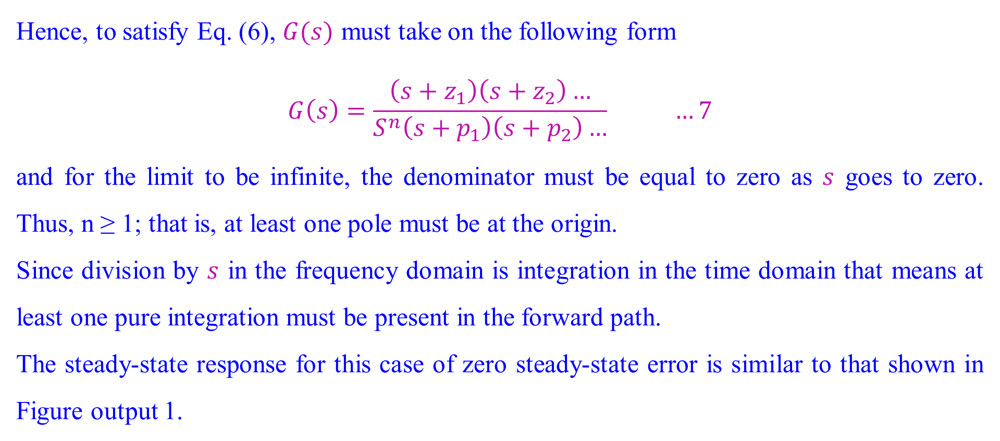 Hence, to satisfy Eq. (6), G(s) must take on the following form
G(s) = \frac{(s + z_1)(s + z_2) ...}{S^n(s + p_1)(s + p_2) ...} ... 7
and for the limit to be infinite, the denominator must be equal to zero as s goes to zero.
Thus, n ≥ 1; that is, at least one pole must be at the origin.
Since division by s in the frequency domain is integration in the time domain that means at
least one pure integration must be present in the forward path.
The steady-state response for this case of zero steady-state error is similar to that shown in
Figure output 1.